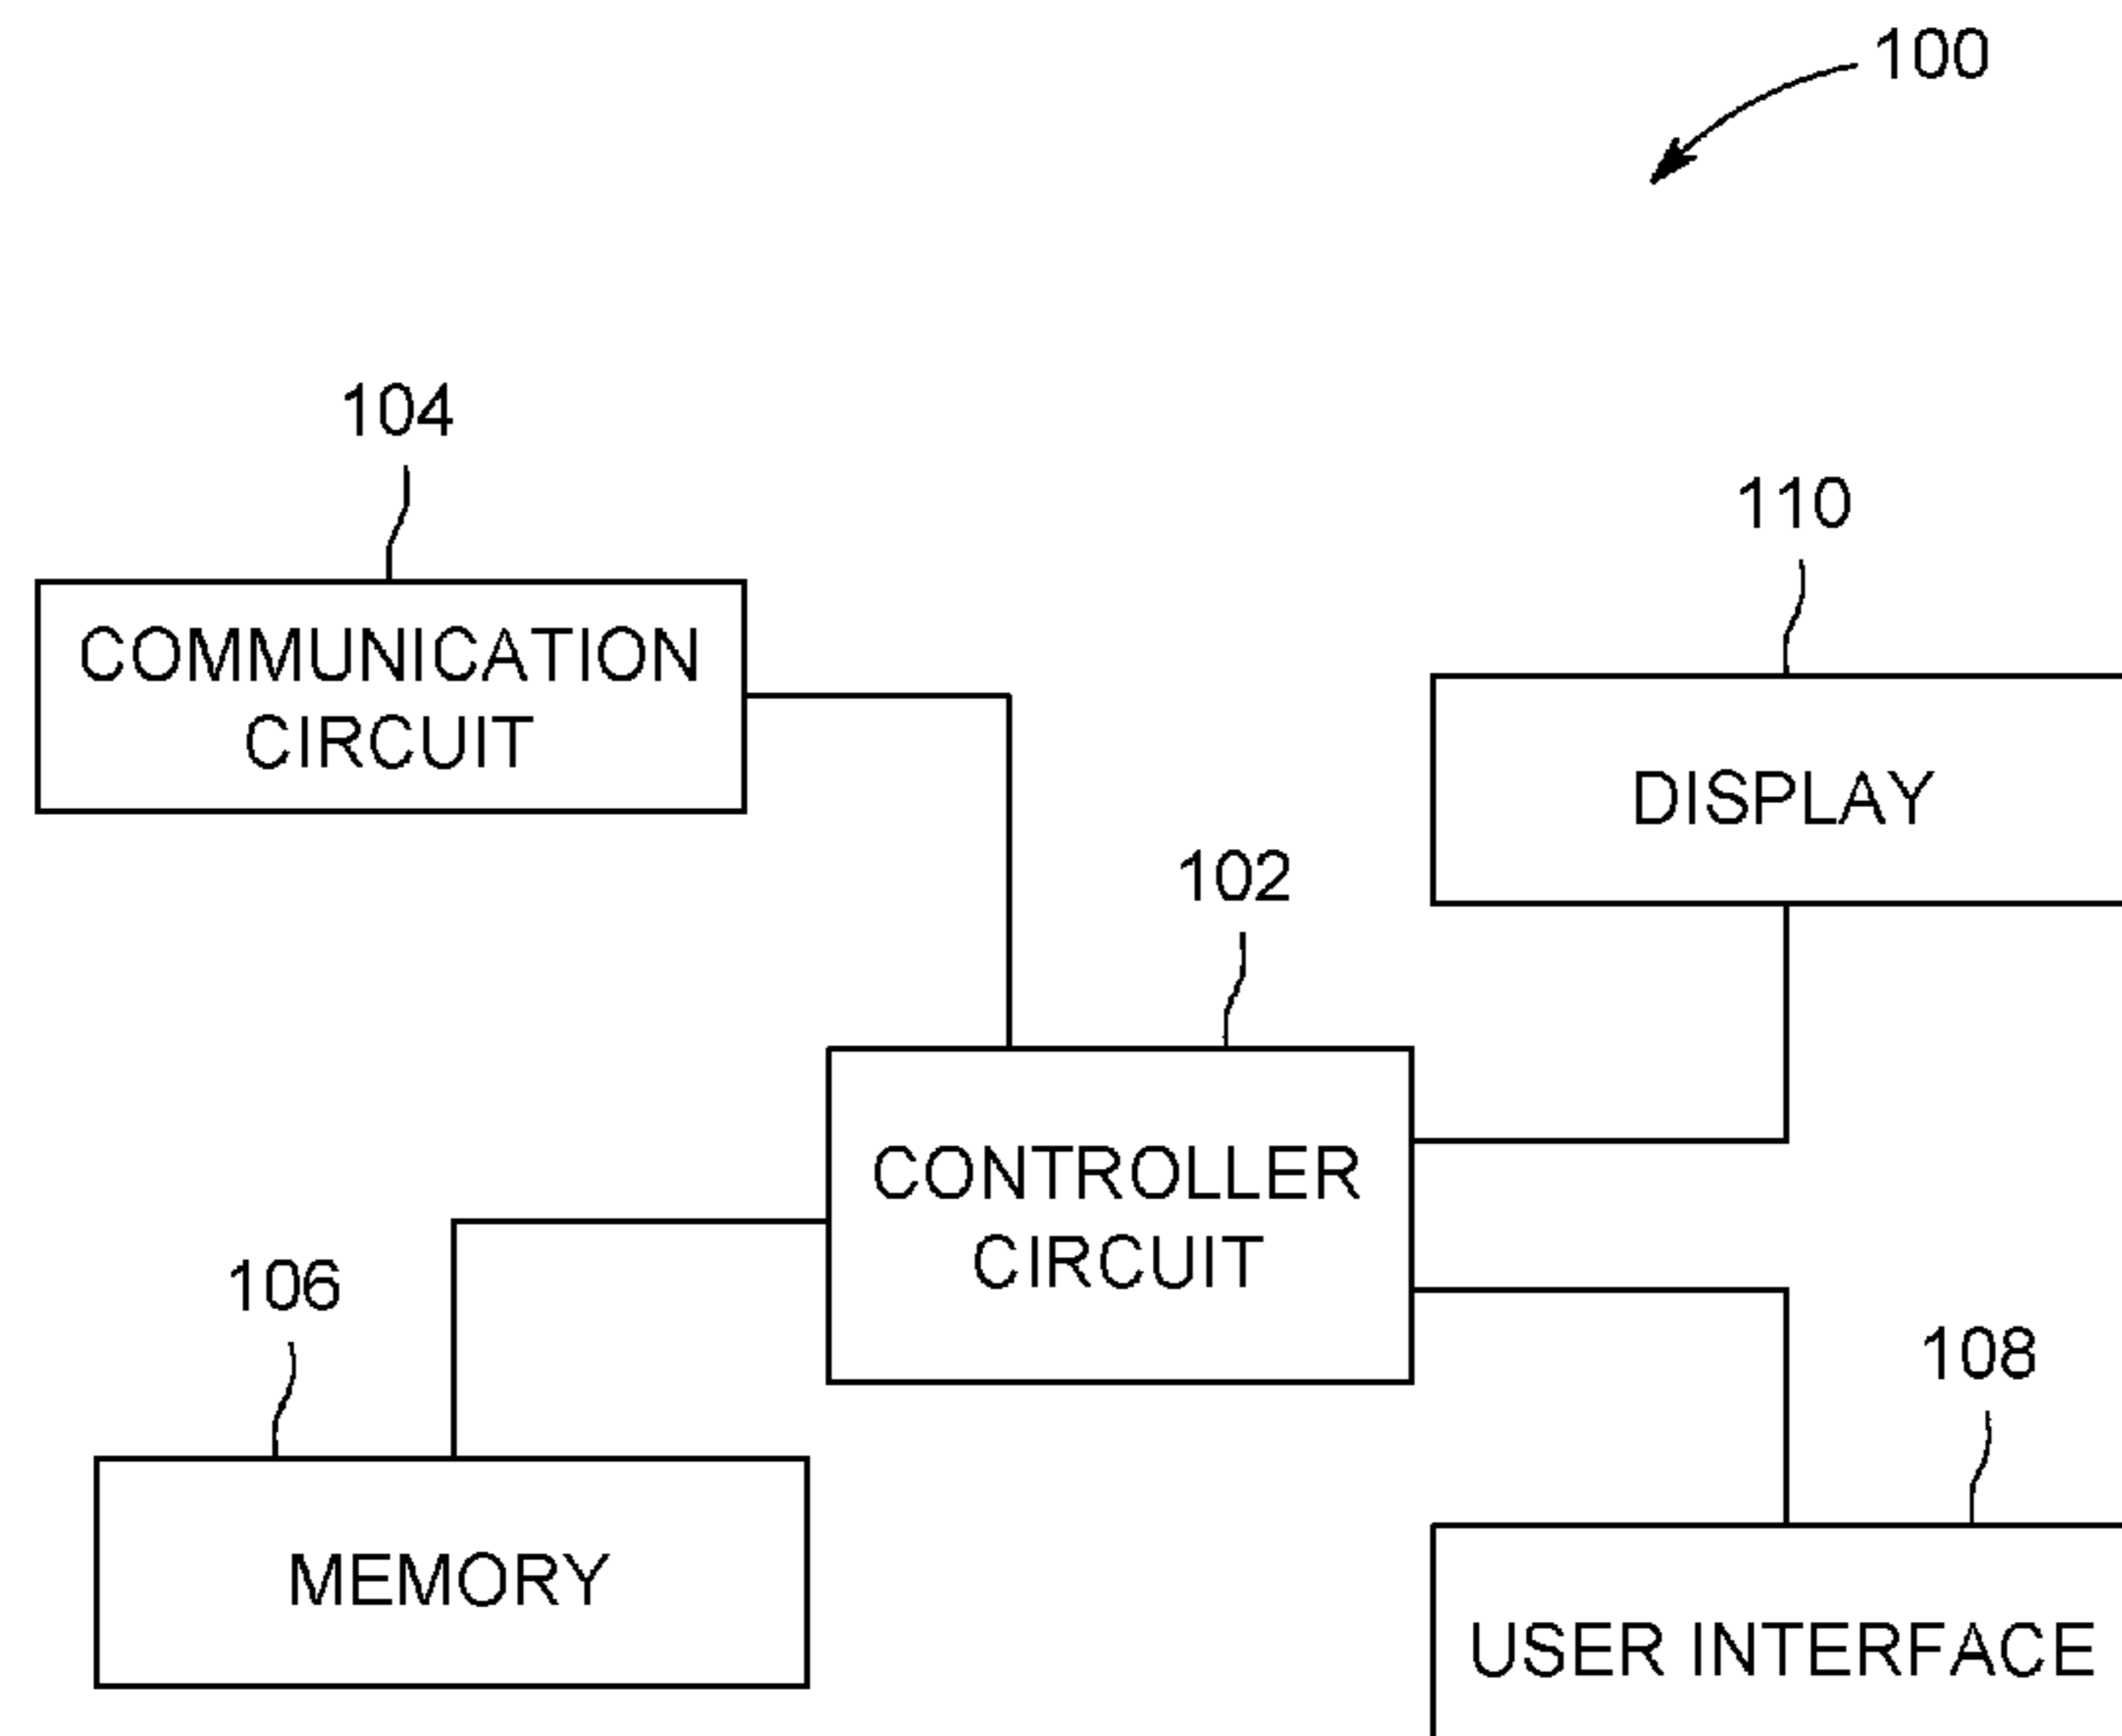 100
104
COMMUNICATION
CIRCUIT
110
DISPLAY
102
CONTROLLER
CIRCUIT
106
MEMORY
108
USER INTERFACE